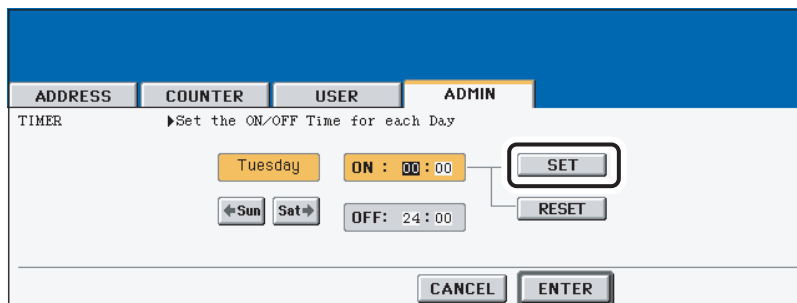 ADDRESS COUNTER USER ADMIN
TIMER ▶Set the ON/OFF Time for each Day
Tuesday ON : 00:00 SET
←Sun Sat→ OFF: 24:00 RESET
CANCEL ENTER